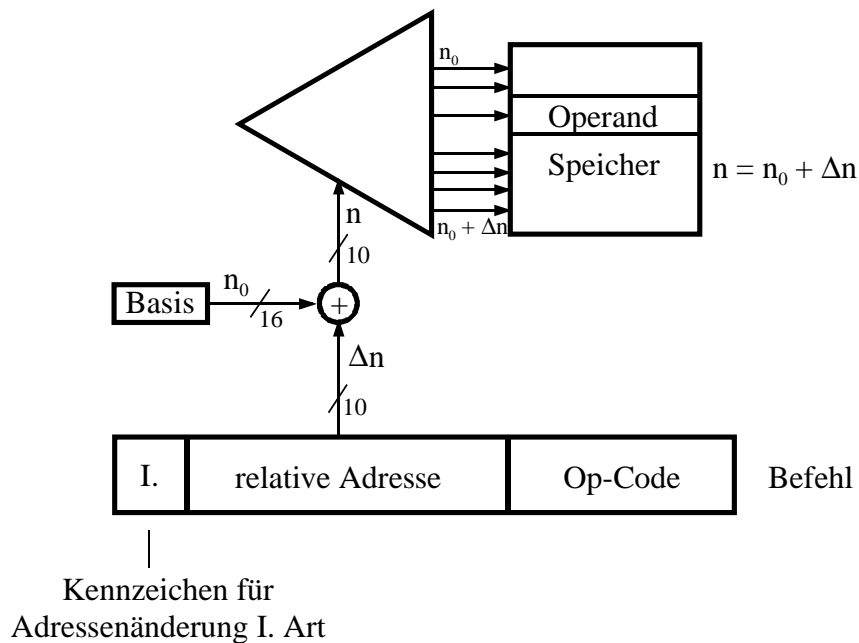 n₀
Operand
Speicher
n = n₀ + Δn
n₀ + Δn
n
10
Basis
n₀
16
+
Δn
10
I.
relative Adresse
Op-Code
Befehl
Kennzeichen für
Adressenänderung I. Art